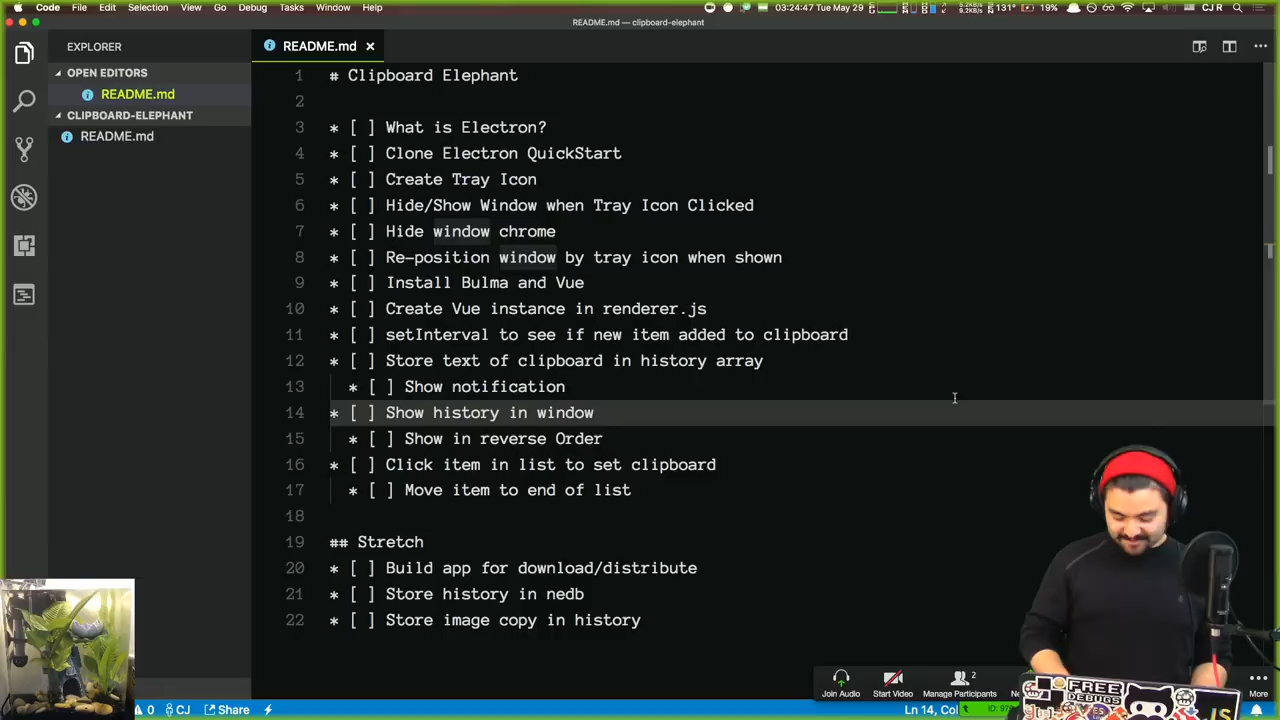 Code File Edit Selection View Go Debug Tasks Window Help
03:24:47 Tue May 29
131° 19% CJ R
README.md — clipboard-elephant
EXPLORER
OPEN EDITORS
README.md
CLIPBOARD-ELEPHANT
README.md
README.md
1 # Clipboard Elephant
2
3 * [ ] What is Electron?
4 * [ ] Clone Electron QuickStart
5 * [ ] Create Tray Icon
6 * [ ] Hide/Show Window when Tray Icon Clicked
7 * [ ] Hide window chrome
8 * [ ] Re-position window by tray icon when shown
9 * [ ] Install Bulma and Vue
10 * [ ] Create Vue instance in renderer.js
11 * [ ] setInterval to see if new item added to clipboard
12 * [ ] Store text of clipboard in history array
13 * [ ] Show notification
14 * [ ] Show history in window
15 * [ ] Show in reverse Order
16 * [ ] Click item in list to set clipboard
17 * [ ] Move item to end of list
18
19 ## Stretch
20 * [ ] Build app for download/distribute
21 * [ ] Store history in nedb
22 * [ ] Store image copy in history
Join Audio Start Video Manage Participants 2 More
FREE
DEBUGS
JS
0 CJ Share
Ln 14, Col